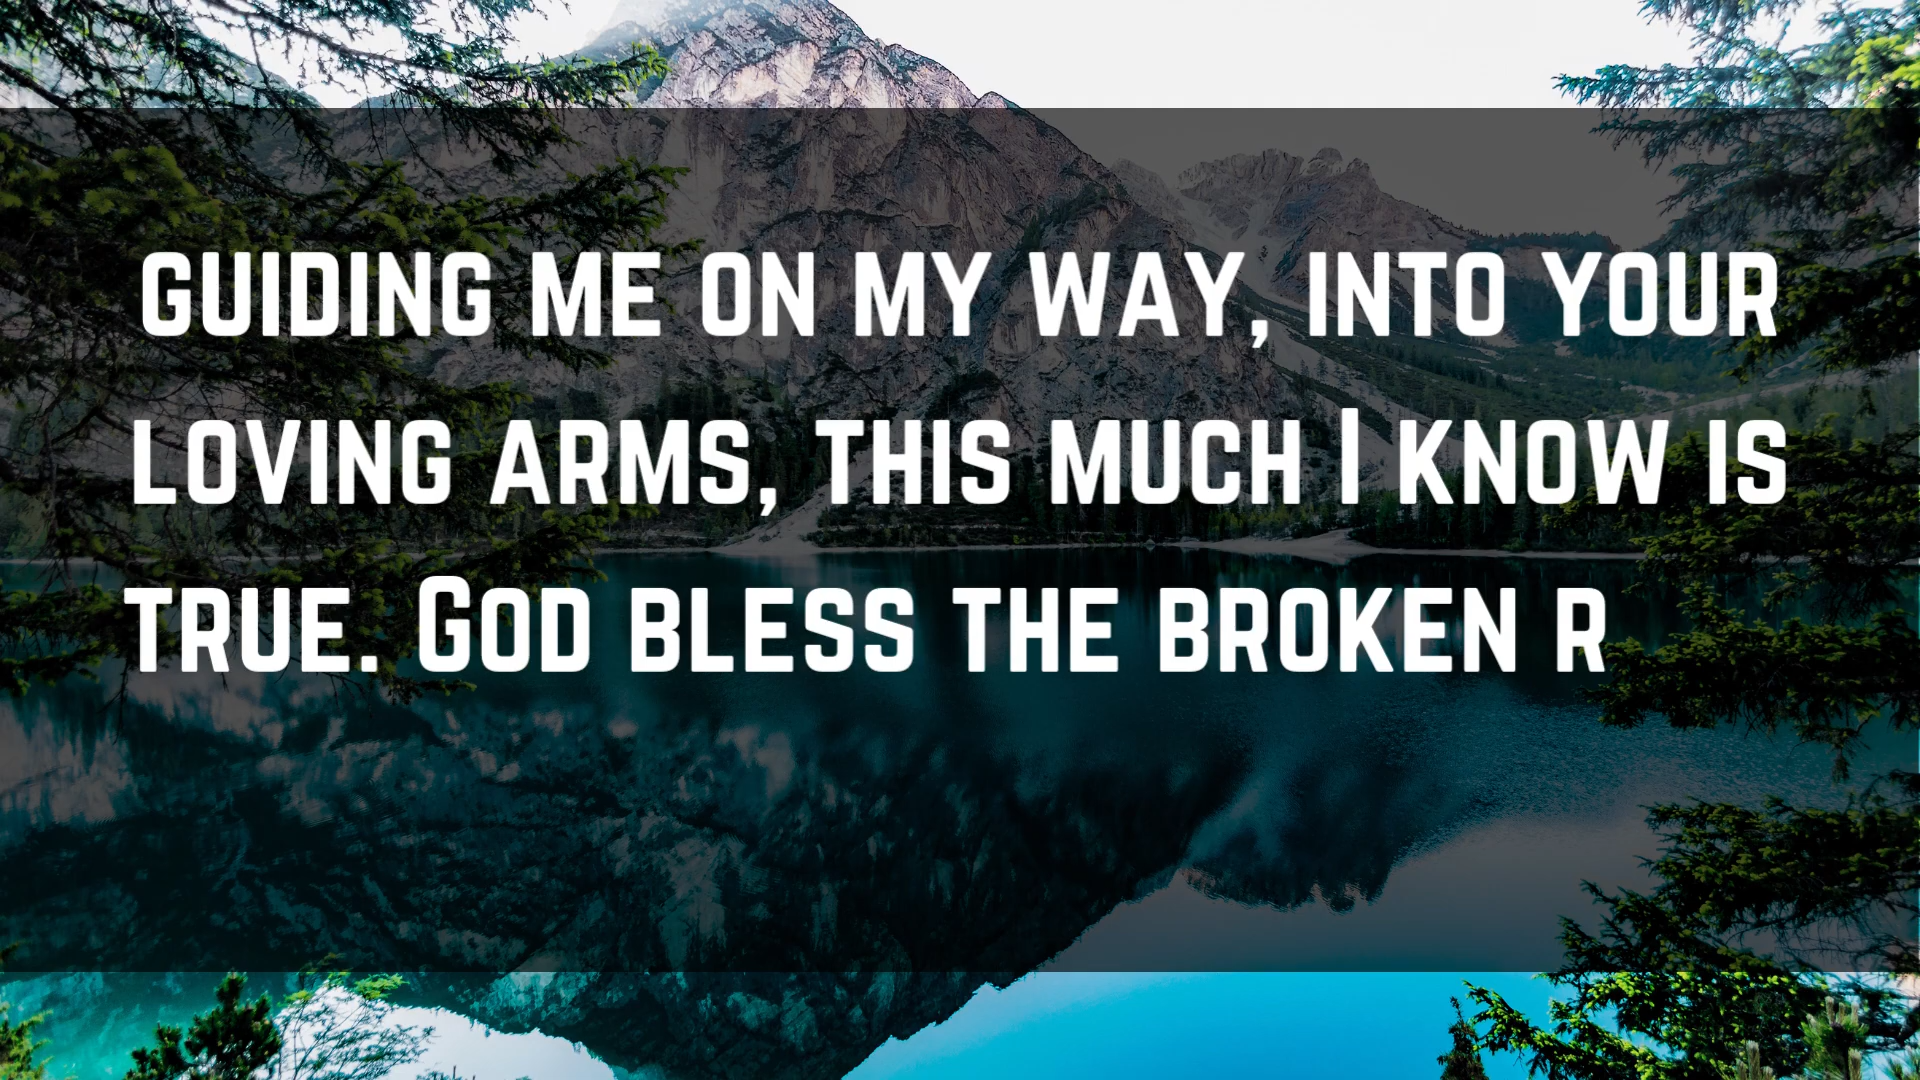 guiding me on my way, into your
loving arms, this much I know is
true. God bless the broken r